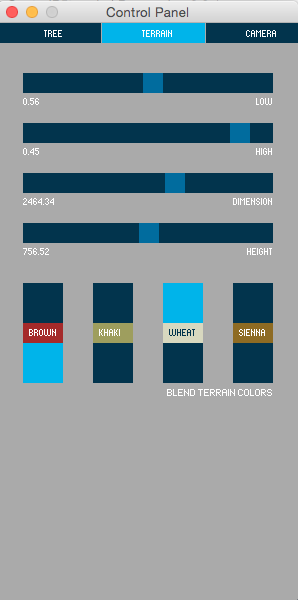 Control Panel
TREE TERRAIN CAMERA
0.56 LOW
0.45 HIGH
2464.34 DIMENSION
756.52 HEIGHT
BROWN KHAKI WHEAT SIENNA
BLEND TERRAIN COLORS